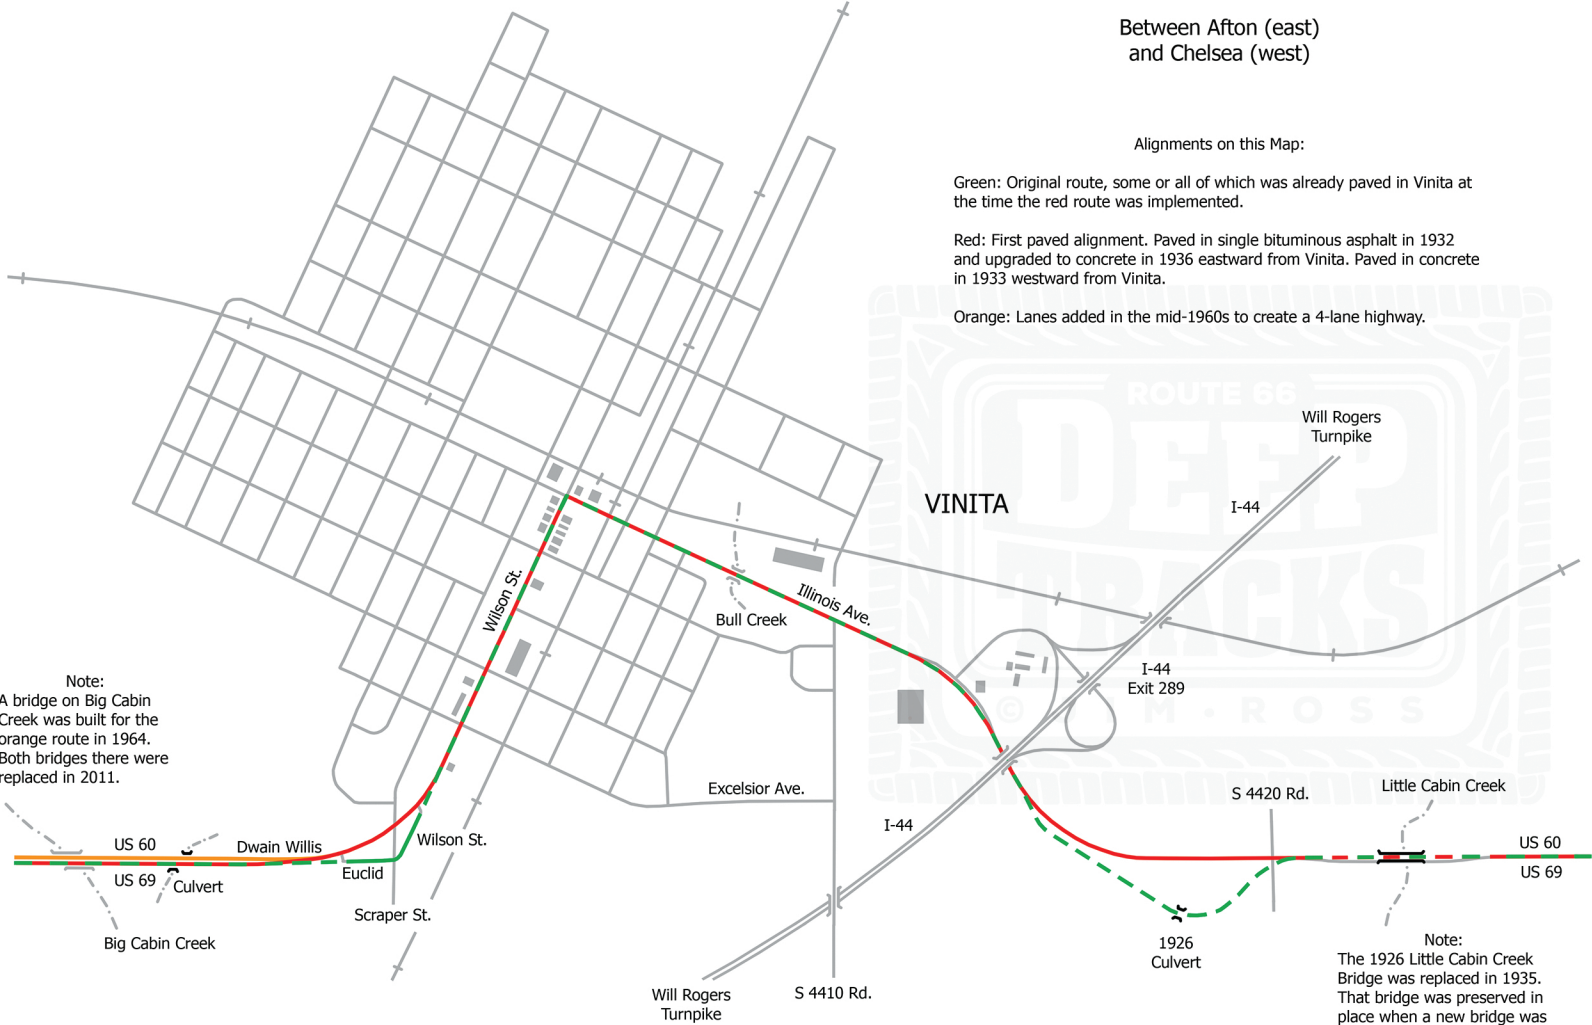 Between Afton (east)
and Chelsea (west)
Alignments on this Map:
Green: Original route, some or all of which was already paved in Vinita at
the time the red route was implemented.
Red: First paved alignment. Paved in single bituminous asphalt in 1932
and upgraded to concrete in 1936 eastward from Vinita. Paved in concrete
in 1933 westward from Vinita.
Orange: Lanes added in the mid-1960s to create a 4-lane highway.
ROUTE 66
DEEP
TRACKS
© JIM • ROSS
Will Rogers
Turnpike
I-44
VINITA
Wilson St.
Illinois Ave.
Bull Creek
I-44
Exit 289
Note:
A bridge on Big Cabin
Creek was built for the
orange route in 1964.
Both bridges there were
replaced in 2011.
Excelsior Ave.
S 4420 Rd.
Little Cabin Creek
I-44
Wilson St.
US 60
Dwain Willis
US 69
Culvert
Euclid
US 60
US 69
Scraper St.
Big Cabin Creek
1926
Culvert
Will Rogers
Turnpike
S 4410 Rd.
Note:
The 1926 Little Cabin Creek
Bridge was replaced in 1935.
That bridge was preserved in
place when a new bridge was